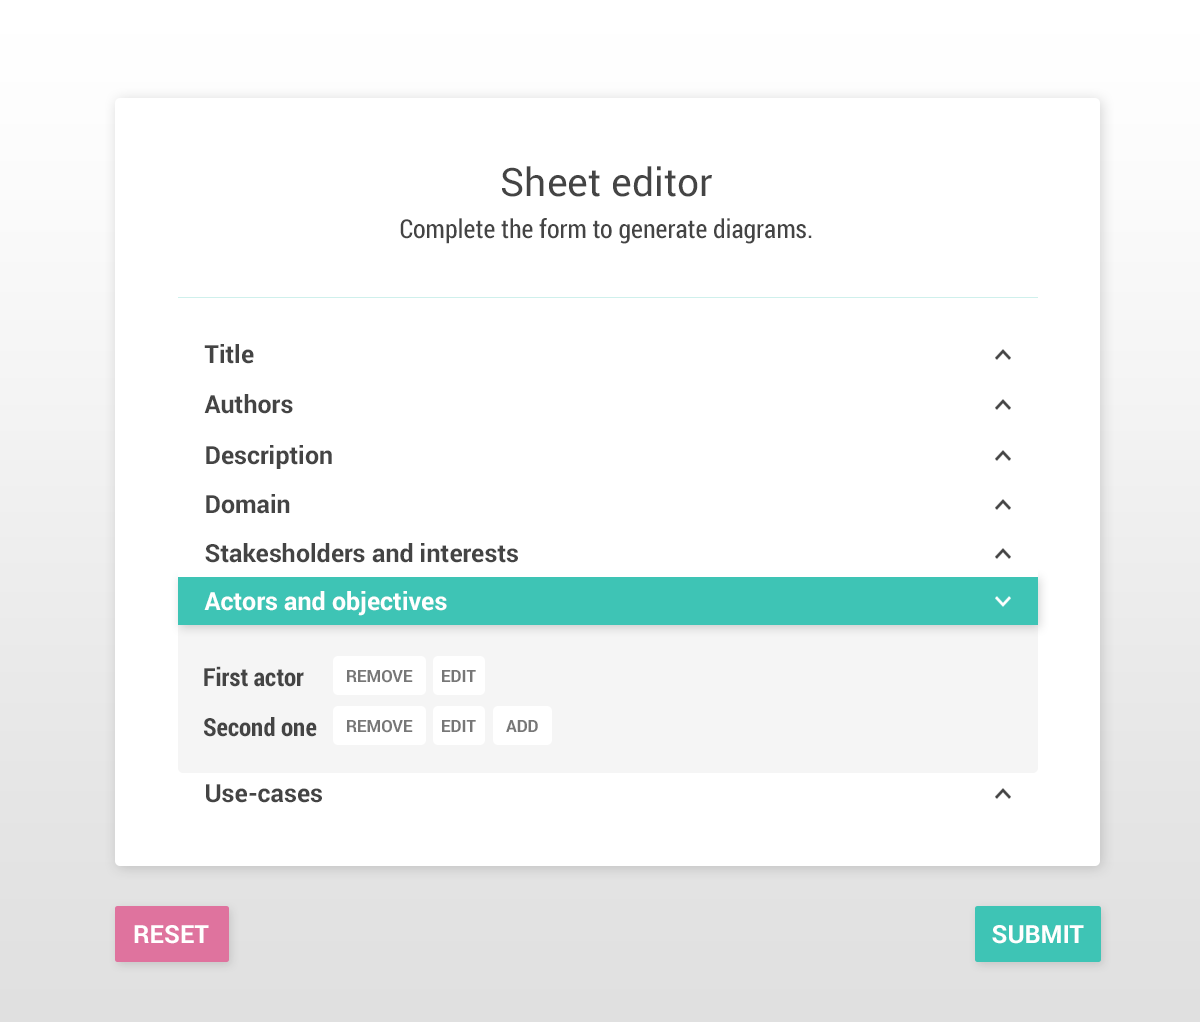 Sheet editor
Complete the form to generate diagrams.
Title
Authors
Description
Domain
Stakesholders and interests
Actors and objectives
First actor REMOVE EDIT
Second one REMOVE EDIT ADD
Use-cases
RESET SUBMIT